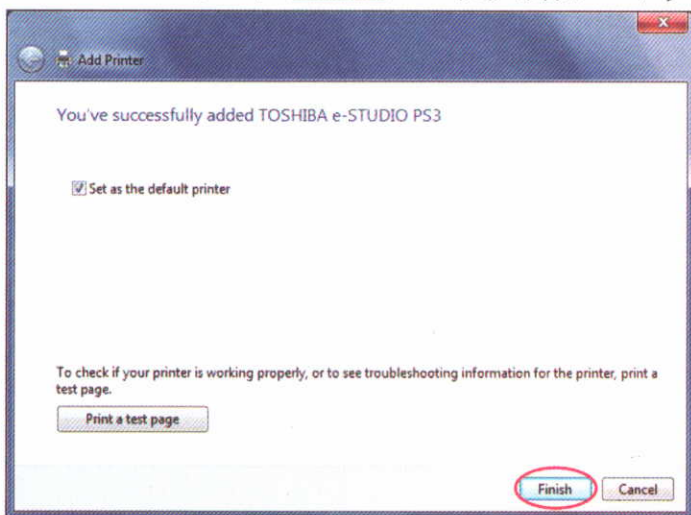 Add Printer
You've successfully added TOSHIBA e-STUDIO PS3
Set as the default printer
To check if your printer is working properly, or to see troubleshooting information for the printer, print a
test page.
Print a test page
Finish
Cancel